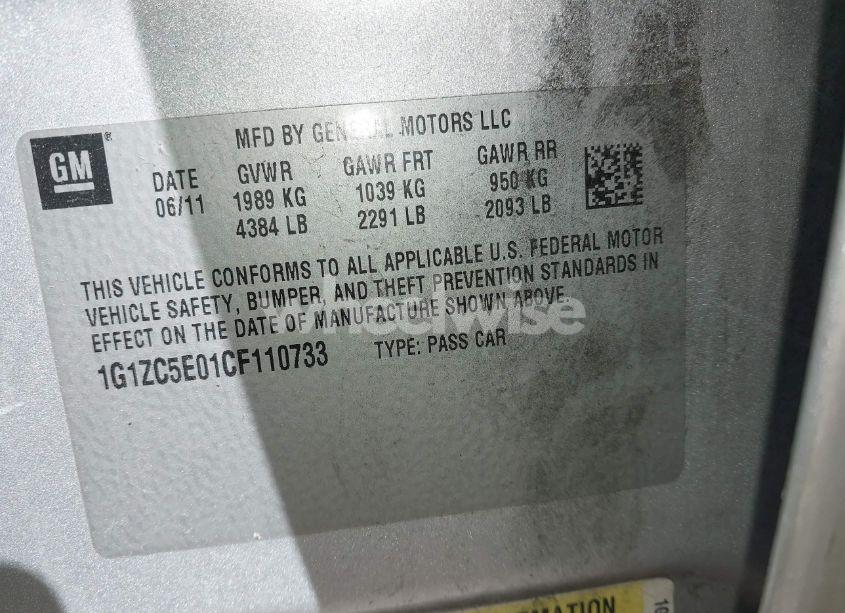 MFD BY GENERAL MOTORS LLC
GM®
DATE GVWR GAWR FRT GAWR RR
06/11 1989 KG 1039 KG 950 KG
4384 LB 2291 LB 2093 LB
THIS VEHICLE CONFORMS TO ALL APPLICABLE U.S. FEDERAL MOTOR
VEHICLE SAFETY, BUMPER, AND THEFT PREVENTION STANDARDS IN
EFFECT ON THE DATE OF MANUFACTURE SHOWN ABOVE.
wheelwise
1G1ZC5E01CF110733 TYPE: PASS CAR